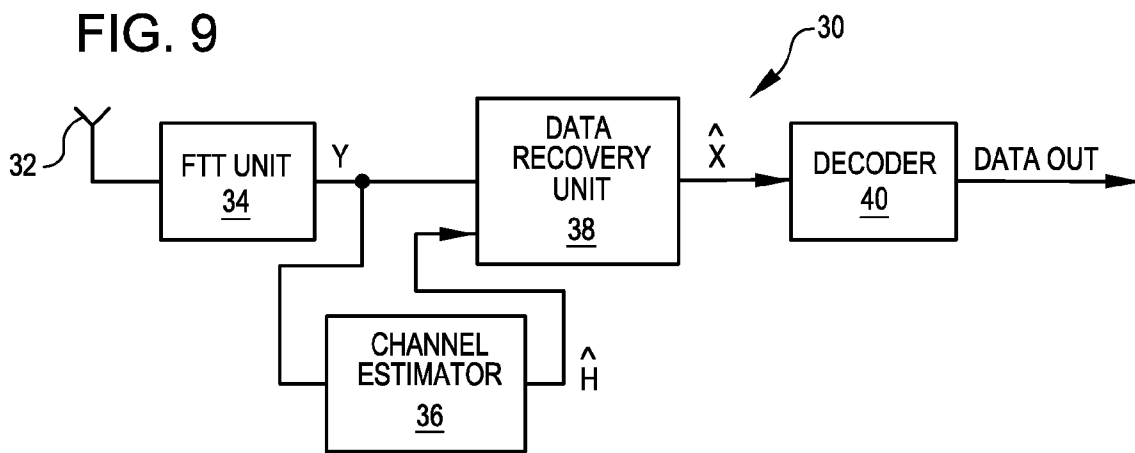 FIG. 9
30
32
FTT UNIT
34
Y
DATA
RECOVERY
UNIT
38
^
X
DECODER
40
DATA OUT
CHANNEL
ESTIMATOR
36
^
H